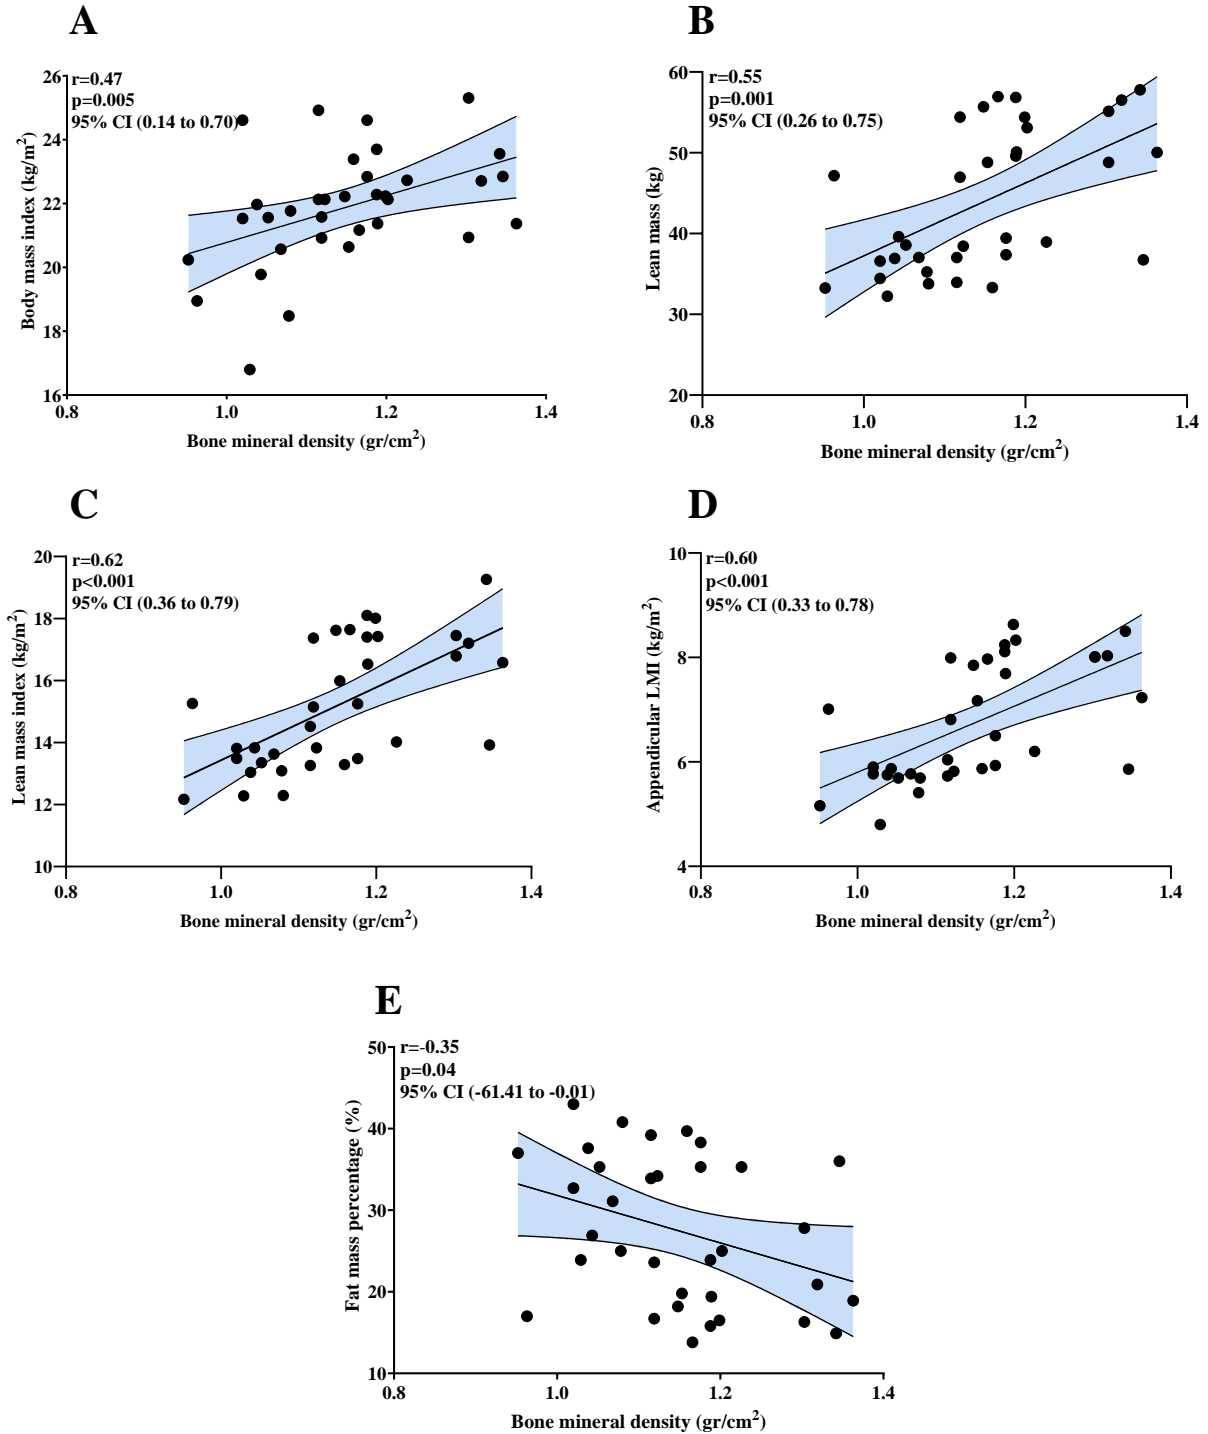 A
r=0.47
p=0.005
95% CI (0.14 to 0.70)
26
24
22
20
18
16
Body mass index (kg/m²)
0.8 1.0 1.2 1.4
Bone mineral density (gr/cm²)
B
r=0.55
p=0.001
95% CI (0.26 to 0.75)
60
50
40
30
20
Lean mass (kg)
0.8 1.0 1.2 1.4
Bone mineral density (gr/cm²)
C
r=0.62
p<0.001
95% CI (0.36 to 0.79)
20
18
16
14
12
10
Lean mass index (kg/m²)
0.8 1.0 1.2 1.4
Bone mineral density (gr/cm²)
D
r=0.60
p<0.001
95% CI (0.33 to 0.78)
10
8
6
4
Appendicular LMI (kg/m²)
0.8 1.0 1.2 1.4
Bone mineral density (gr/cm²)
E
r=-0.35
p=0.04
95% CI (-61.41 to -0.01)
50
40
30
20
10
Fat mass percentage (%)
0.8 1.0 1.2 1.4
Bone mineral density (gr/cm²)